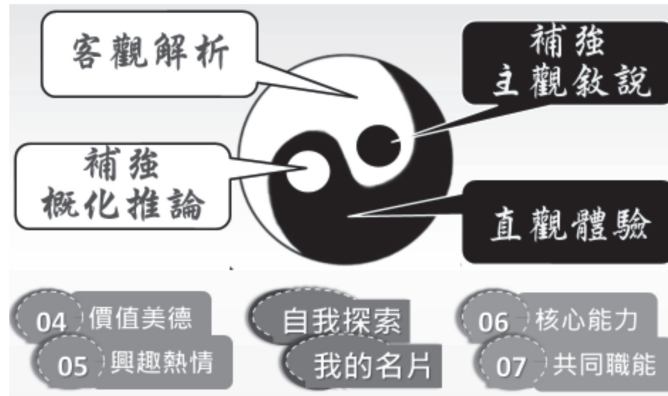 客觀解析
補強
主觀敘說
補強
概化推論
直觀體驗
04 價值美德
05 興趣熱情
自我探索
我的名片
06 核心能力
07 共同職能